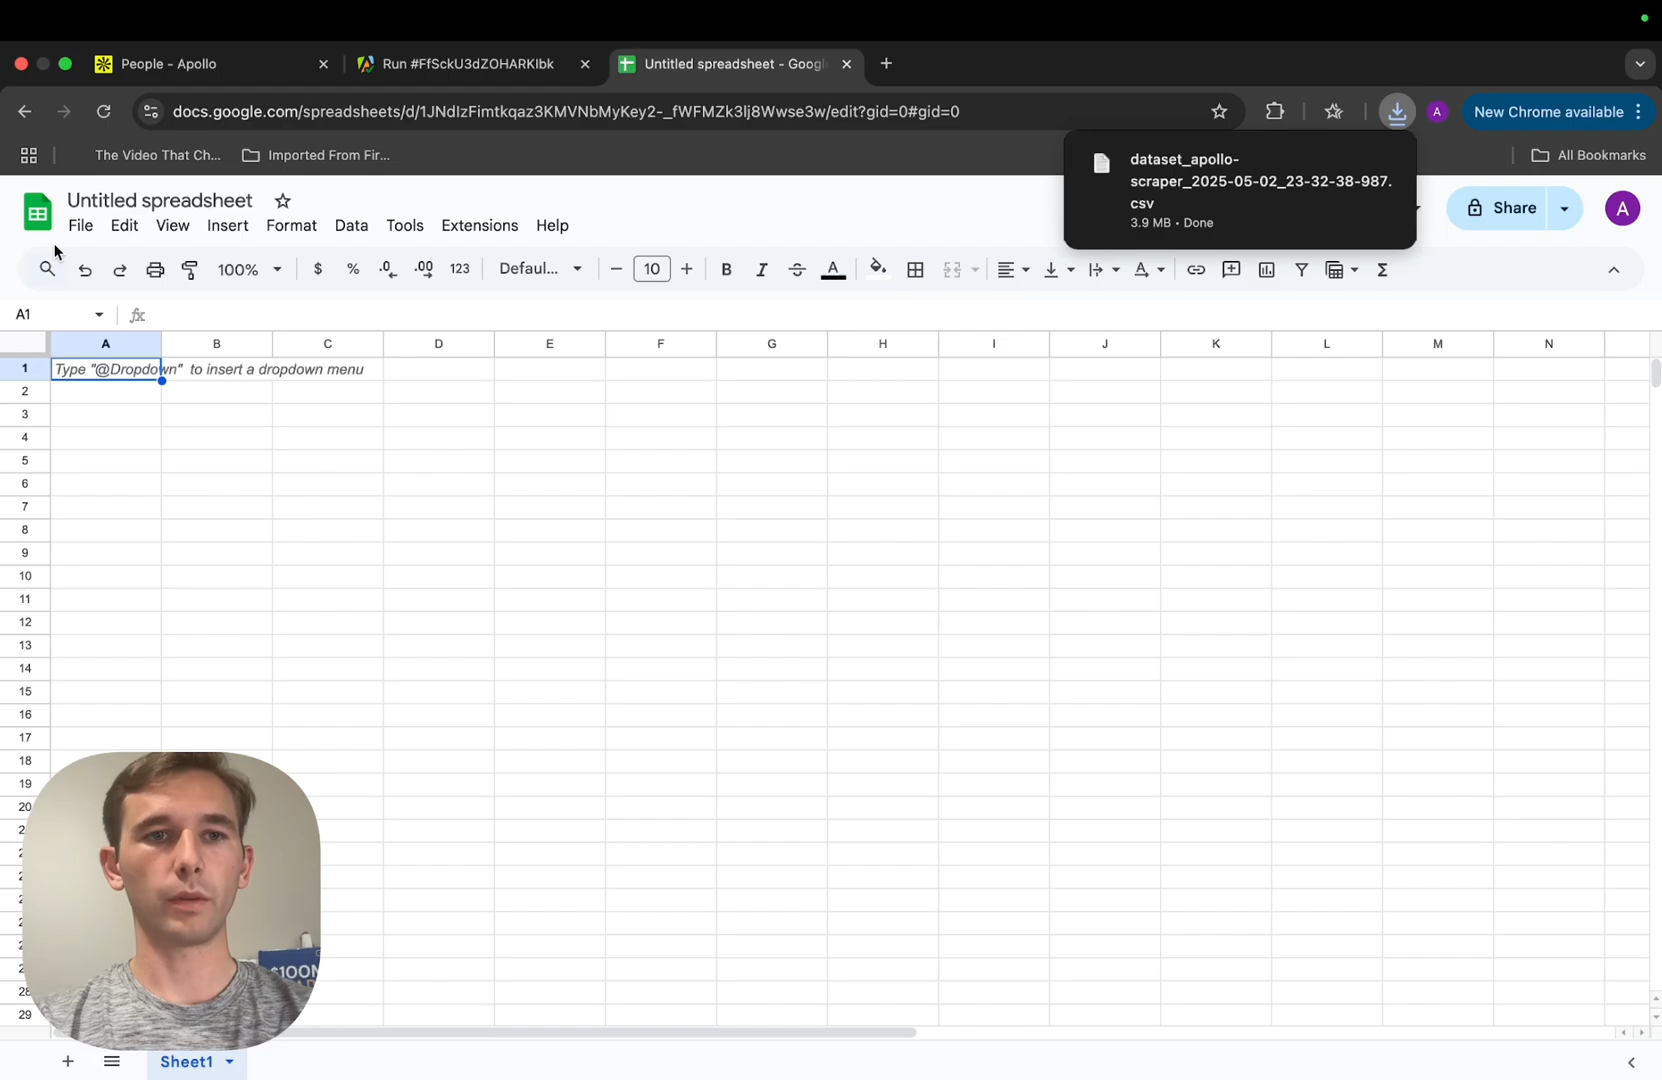 People - Apollo
Run #FfSckU3dZOHARKlbk
Untitled spreadsheet - Googl
docs.google.com/spreadsheets/d/1JNdIzFimtkqaz3KMVNbMyKey2-_fWFMZk3lj8Wwse3w/edit?gid=0#gid=0
A
New Chrome available
The Video That Ch...
Imported From Fir...
All Bookmarks
dataset_apollo-
scraper_2025-05-02_23-32-38-987.
csv
3.9 MB • Done
Untitled spreadsheet
File Edit View Insert Format Data Tools Extensions Help
Share
A
100% $ % .0 .00 123 Defaul... 10 B I S A Σ
A1 fx
A B C D E F G H I J K L M N
1 Type "@Dropdown" to insert a dropdown menu
2
3
4
5
6
7
8
9
10
11
12
13
14
15
16
17
18
19
20
28
29
$100M
Sheet1